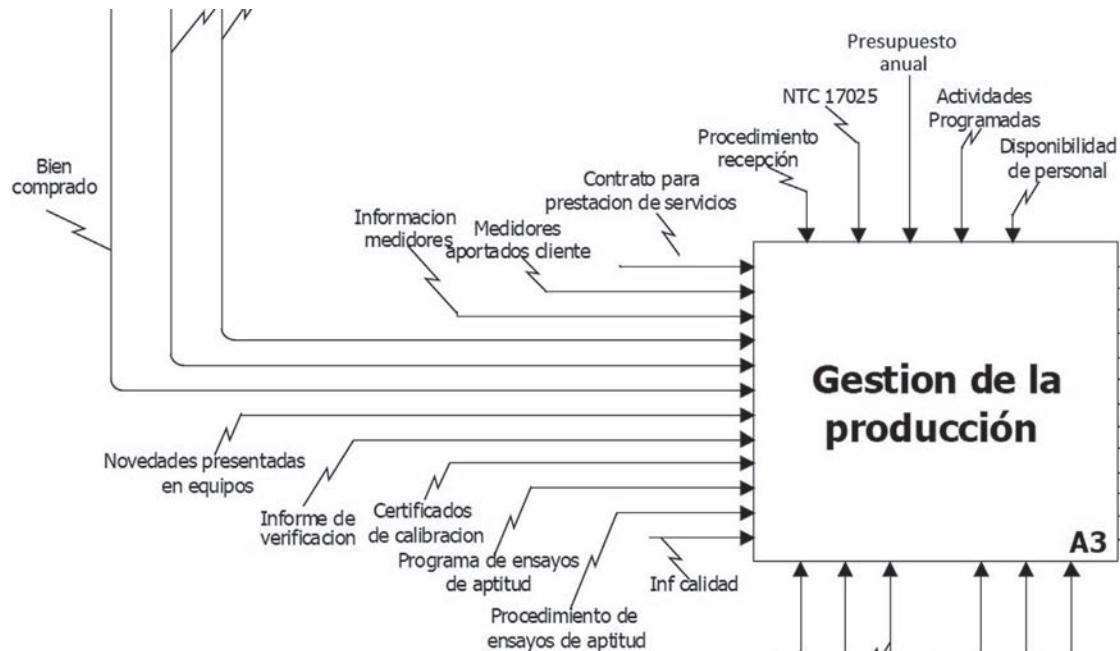 Presupuesto
anual
NTC 17025
Actividades
Programadas
Procedimiento
recepción
Disponibilidad
de personal
Bien
comprado
Contrato para
prestacion de servicios
Informacion
medidores
Medidores
aportados cliente
Gestion de la
producción
A3
Novedades presentadas
en equipos
Informe de
verificacion
Certificados
de calibracion
Programa de ensayos
de aptitud
Inf calidad
Procedimiento de
ensayos de aptitud